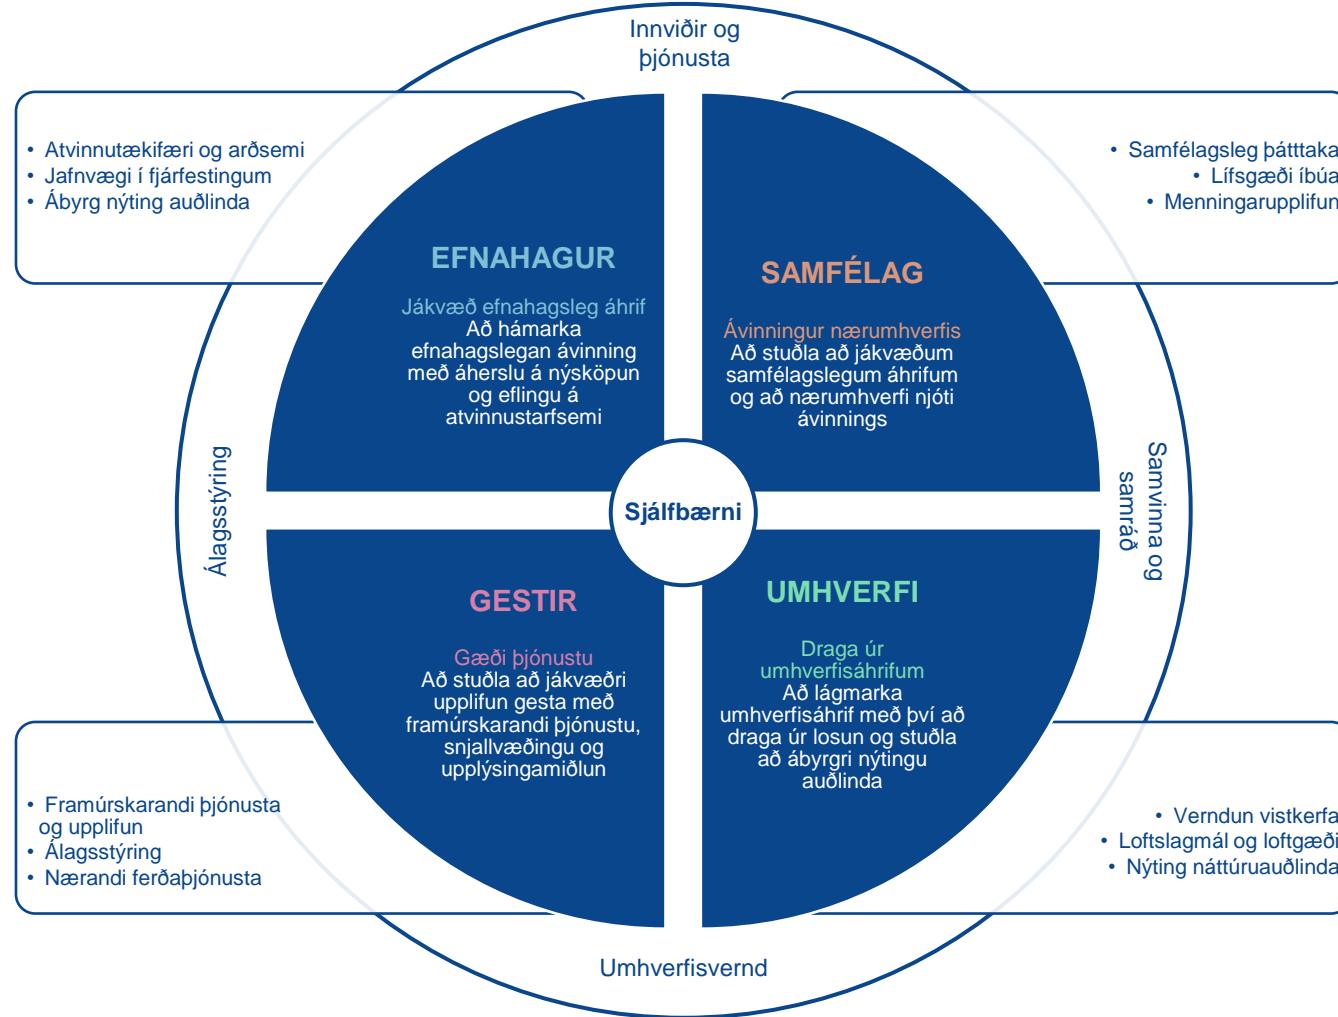 Innviðir og
þjónusta
• Atvinnutækifæri og arðsemi
• Jafnvægi í fjárfestingum
• Ábyrg nýting auðlinda
• Samfélagsleg þátttaka
• Lífsgæði íbúa
• Menningarupplifun
EFNAHAGUR
Jákvæð efnahagsleg áhrif
Að hámarka
efnahagslegan ávinning
með áherslu á nýsköpun
og eflingu á
atvinnustarfsemi
SAMFÉLAG
Ávinningur nærumhverfis
Að stuðla að jákvæðum
samfélagslegum áhrifum
og að nærumhverfi njóti
ávinnings
Álagsstýring
Sjálfbærni
Samvinna og
samráð
GESTIR
Gæði þjónustu
Að stuðla að jákvæðri
upplifun gesta með
framúrskarandi þjónustu,
snjallvæðingu og
upplýsingamiðlun
UMHVERFI
Draga úr
umhverfisáhrifum
Að lágmarka
umhverfisáhrif með því að
draga úr losun og stuðla
að ábyrgri nýtingu
auðlinda
• Framúrskarandi þjónusta
og upplifun
• Álagsstýring
• Nærandi ferðaþjónusta
• Verndun vistkerfa
• Loftslagmál og loftgæði
• Nýting náttúruauðlinda
Umhverfisvernd